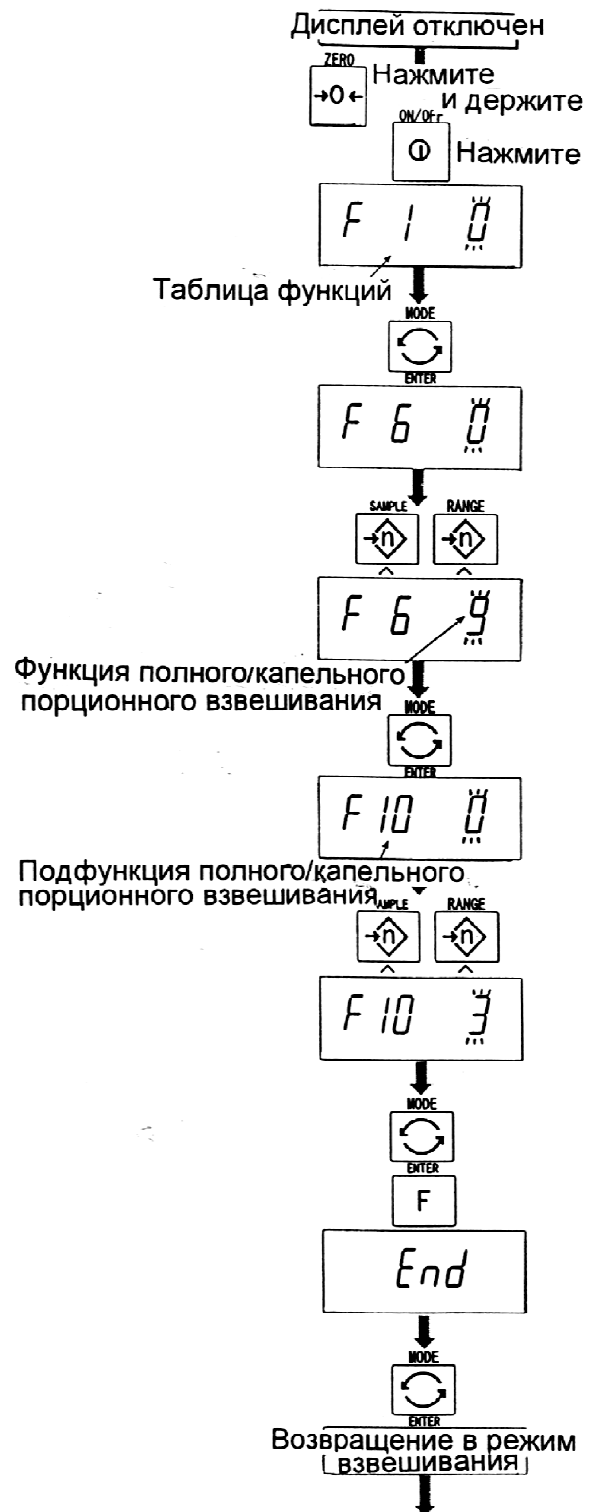 Дисплей отключен
ZERO
→0← Нажмите
и держите
ON/OFF
Нажмите
F 1 0
Таблица функций
MODE
ENTER
F 6 0
SAMPLE RANGE
→n →n
F 6 9
Функция полного/капельного
порционного взвешивания
MODE
ENTER
F 10 0
Подфункция полного/капельного
порционного взвешивания
AMPLE RANGE
→n →n
F 10 3
MODE
ENTER
F
End
MODE
ENTER
Возвращение в режим
взвешивания